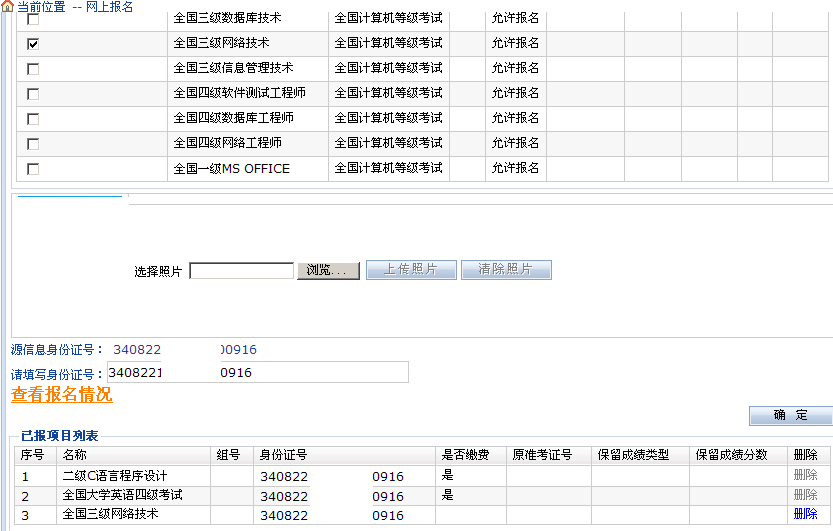 当前位置 -- 网上报名
全国三级数据库技术 全国计算机等级考试 允许报名
全国三级网络技术 全国计算机等级考试 允许报名
全国三级信息管理技术 全国计算机等级考试 允许报名
全国四级软件测试工程师 全国计算机等级考试 允许报名
全国四级数据库工程师 全国计算机等级考试 允许报名
全国四级网络工程师 全国计算机等级考试 允许报名
全国一级MS OFFICE 全国计算机等级考试 允许报名
选择照片 浏览... 上传照片 清除照片
源信息身份证号： 340822 00916
请填写身份证号： 3408221 0916
查看报名情况
确 定
已报项目列表
序号 名称 组号 身份证号 是否缴费 原准考证号 保留成绩类型 保留成绩分数 删除
1 二级C语言程序设计 340822 0916 是 删除
2 全国大学英语四级考试 340822 0916 是 删除
3 全国三级网络技术 340822 0916 删除